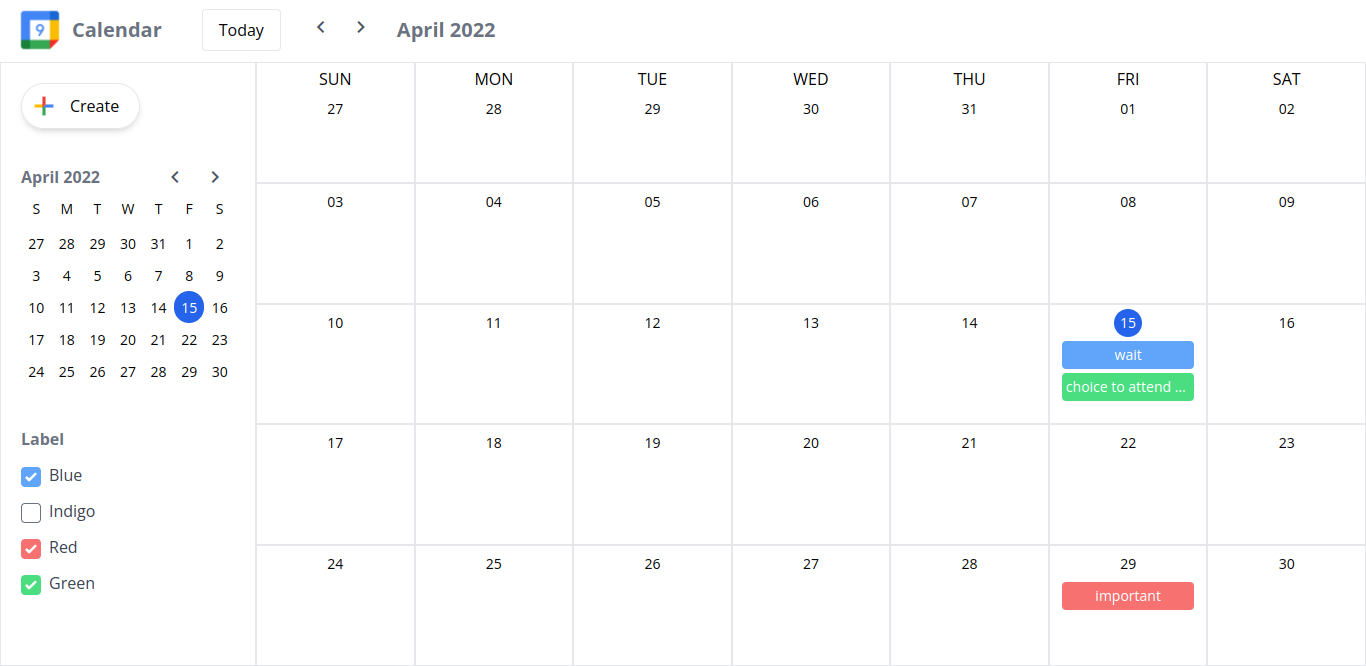 9 Calendar Today April 2022
Create
April 2022
S M T W T F S
27 28 29 30 31 1 2
3 4 5 6 7 8 9
10 11 12 13 14 15 16
17 18 19 20 21 22 23
24 25 26 27 28 29 30
Label
Blue
Indigo
Red
Green
SUN MON TUE WED THU FRI SAT
27 28 29 30 31 01 02
03 04 05 06 07 08 09
10 11 12 13 14 15 16
wait
choice to attend ...
17 18 19 20 21 22 23
24 25 26 27 28 29 30
important